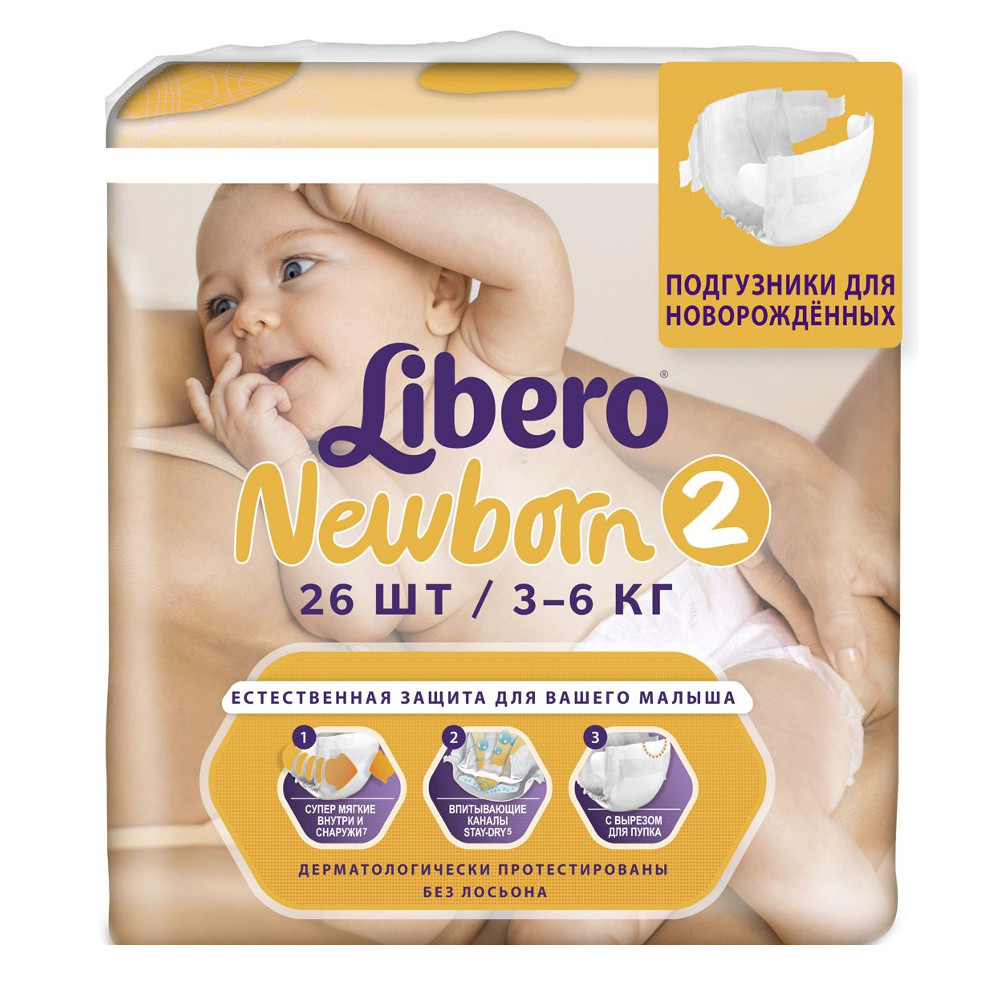 ПОДГУЗНИКИ ДЛЯ
НОВОРОЖДЁННЫХ
Libero®
Newborn 2
26 ШТ / 3–6 КГ
ЕСТЕСТВЕННАЯ ЗАЩИТА ДЛЯ ВАШЕГО МАЛЫША
1
СУПЕР МЯГКИЕ
ВНУТРИ И
СНАРУЖИ7
2
ВПИТЫВАЮЩИЕ
КАНАЛЫ
STAY-DRY5
3
С ВЫРЕЗОМ
ДЛЯ ПУПКА
ДЕРМАТОЛОГИЧЕСКИ ПРОТЕСТИРОВАНЫ
БЕЗ ЛОСЬОНА